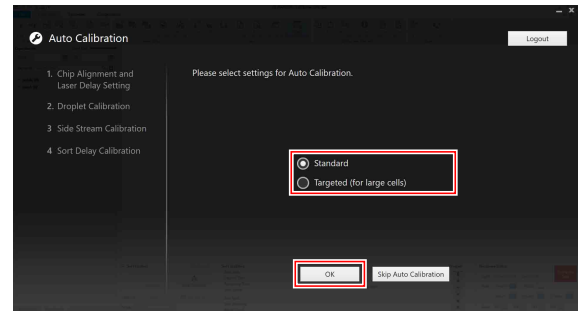 Auto Calibration
Logout
1. Chip Alignment and
Laser Delay Setting
2. Droplet Calibration
3 Side Stream Calibration
4 Sort Delay Calibration
Please select settings for Auto Calibration.
Standard
Targeted (for large cells)
OK
Skip Auto Calibration